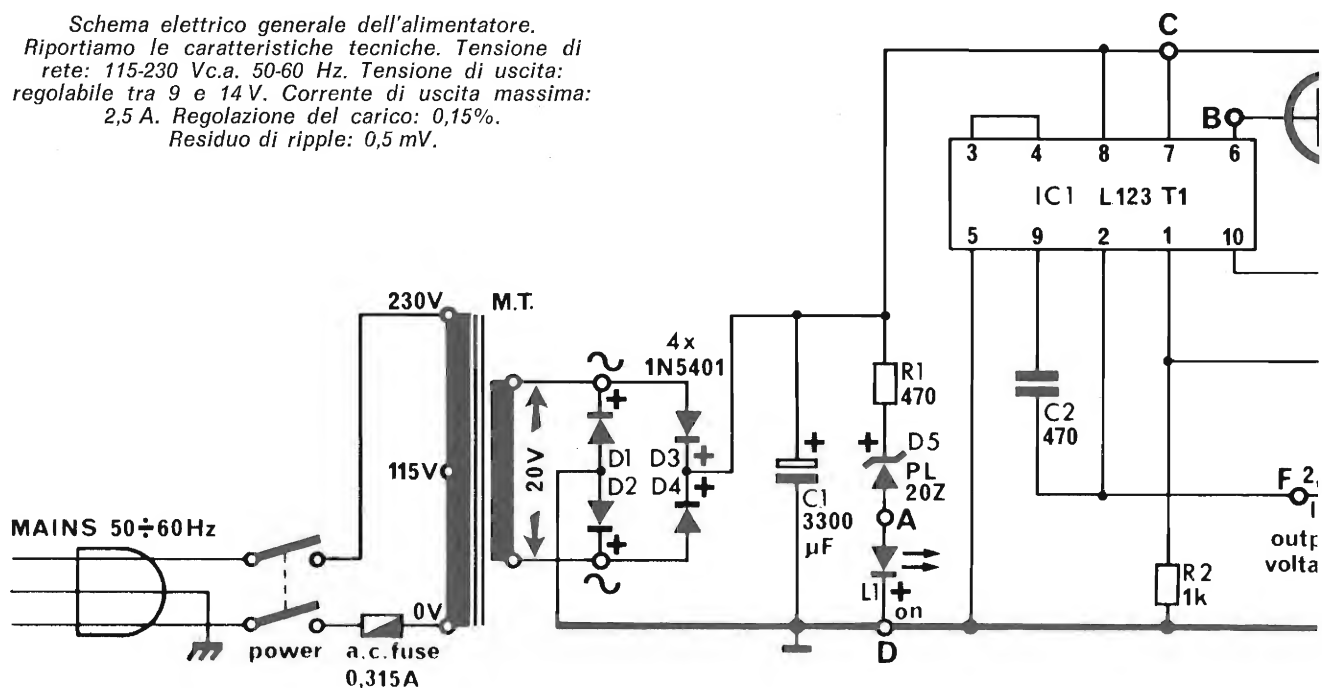 Schema elettrico generale dell'alimentatore.
Riportiamo le caratteristiche tecniche. Tensione di
rete: 115-230 Vc.a. 50-60 Hz. Tensione di uscita:
regolabile tra 9 e 14 V. Corrente di uscita massima:
2,5 A. Regolazione del carico: 0,15%.
Residuo di ripple: 0,5 mV.
C
B
3 4 8 7 6
IC1 L123 T1
5 9 2 1 10
230V
M.T.
4x
1N5401
R1
470
C2
470
115V
20V
D1 D3
D2 D4
D5
PL
20Z
C1
3300
µF
A
F
2,
MAINS 50÷60Hz
outp
volta
R2
1k
L1
on
0V
D
power
a.c.fuse
0,315A